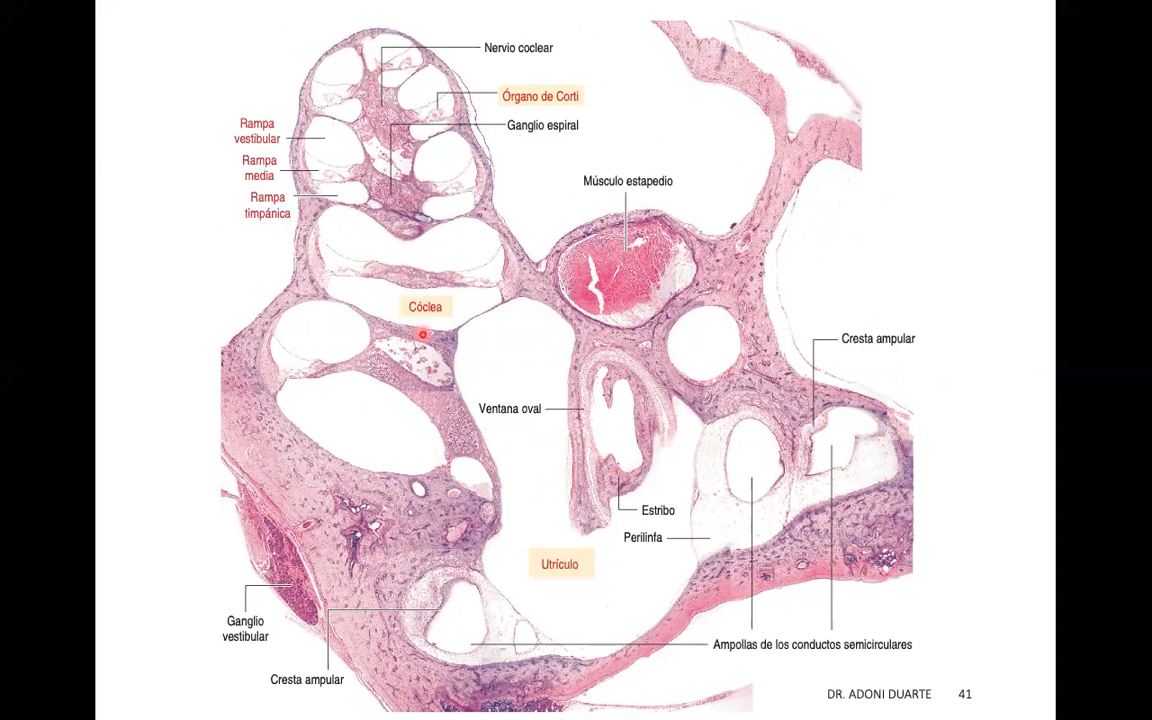 Nervio coclear
Órgano de Corti
Ganglio espiral
Rampa
vestibular
Rampa
media
Rampa
timpánica
Músculo estapedio
Cóclea
Cresta ampular
Ventana oval
Estribo
Perilinfa
Utrículo
Ganglio
vestibular
Ampollas de los conductos semicirculares
Cresta ampular
DR. ADONI DUARTE 41